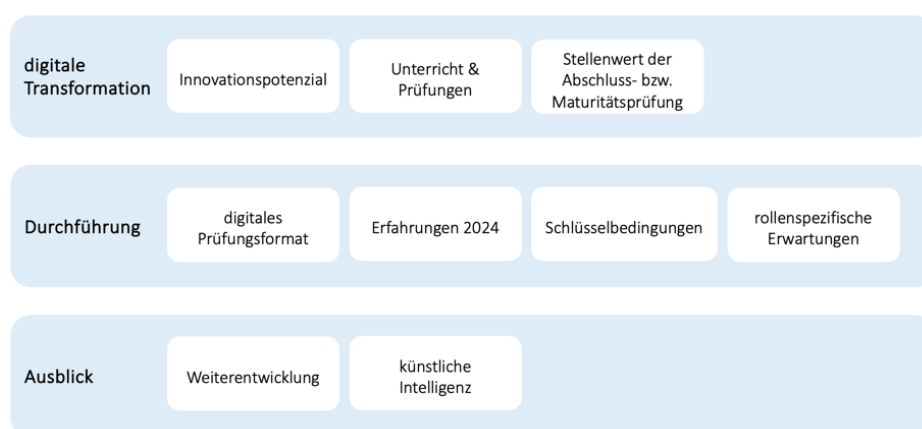 digitale
Transformation
Innovationspotenzial
Unterricht &
Prüfungen
Stellenwert der
Abschluss- bzw.
Maturitätsprüfung
Durchführung
digitales
Prüfungsformat
Erfahrungen 2024
Schlüsselbedingungen
rollenspezifische
Erwartungen
Ausblick
Weiterentwicklung
künstliche
Intelligenz